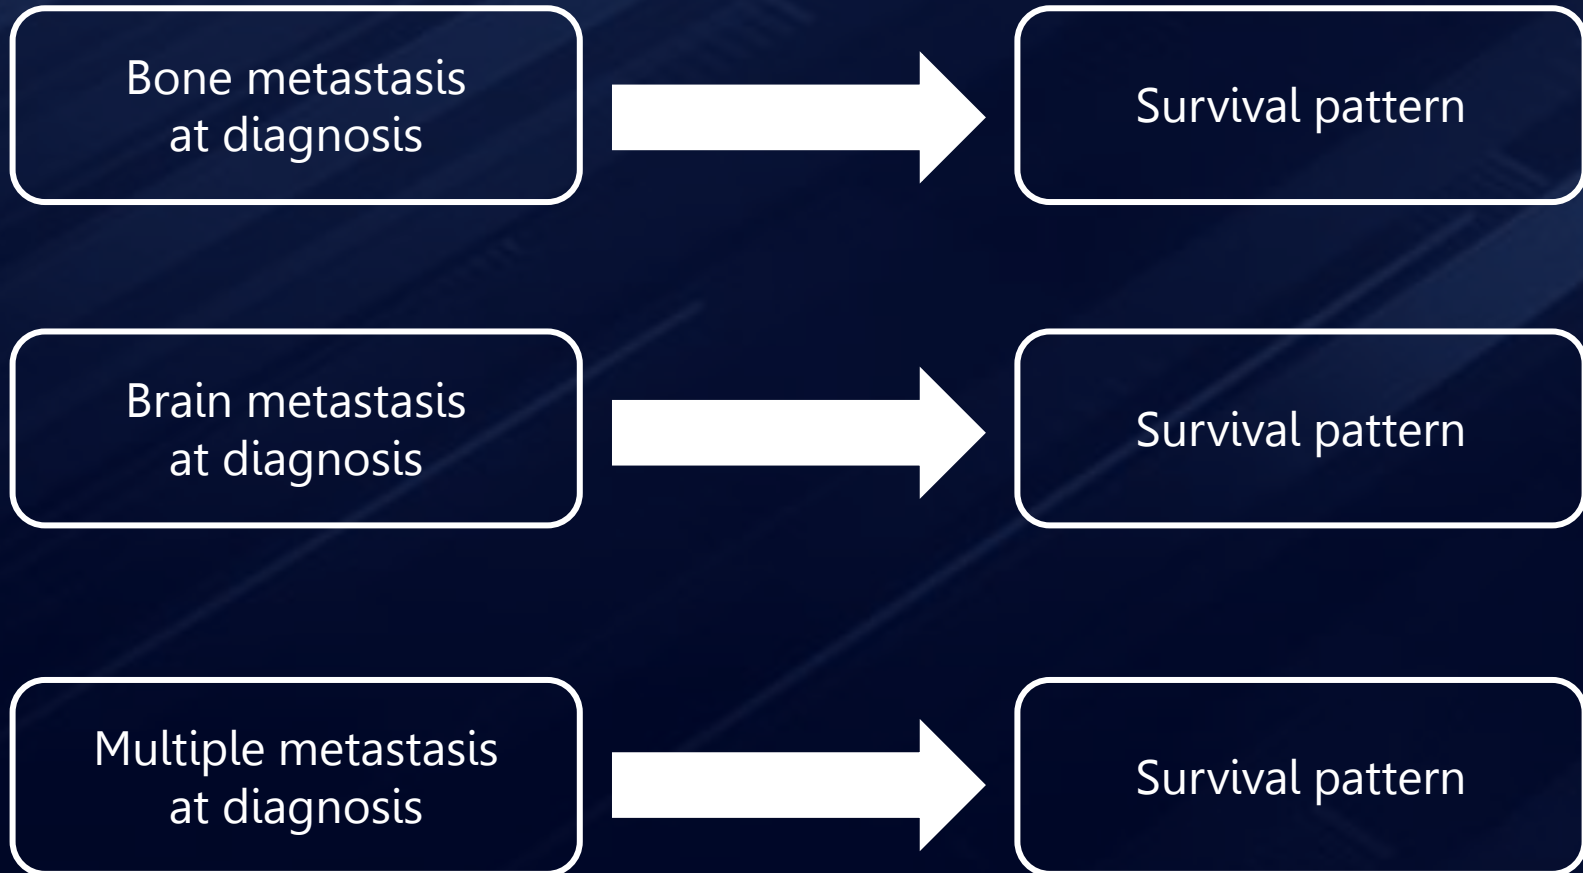 Bone metastasis
at diagnosis
Survival pattern
Brain metastasis
at diagnosis
Survival pattern
Multiple metastasis
at diagnosis
Survival pattern